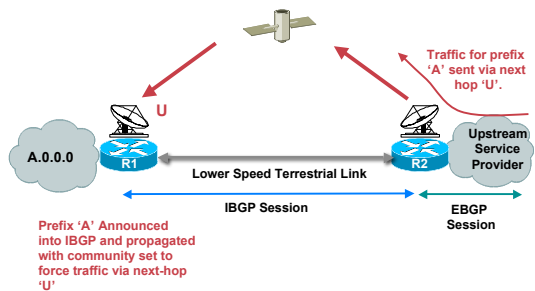 Traffic for prefix
‘A’ sent via next
hop ‘U’.
U
A.0.0.0
R1
R2
Upstream
Service
Provider
Lower Speed Terrestrial Link
IBGP Session
EBGP
Session
Prefix ‘A’ Announced
into IBGP and propagated
with community set to
force traffic via next-hop
‘U’